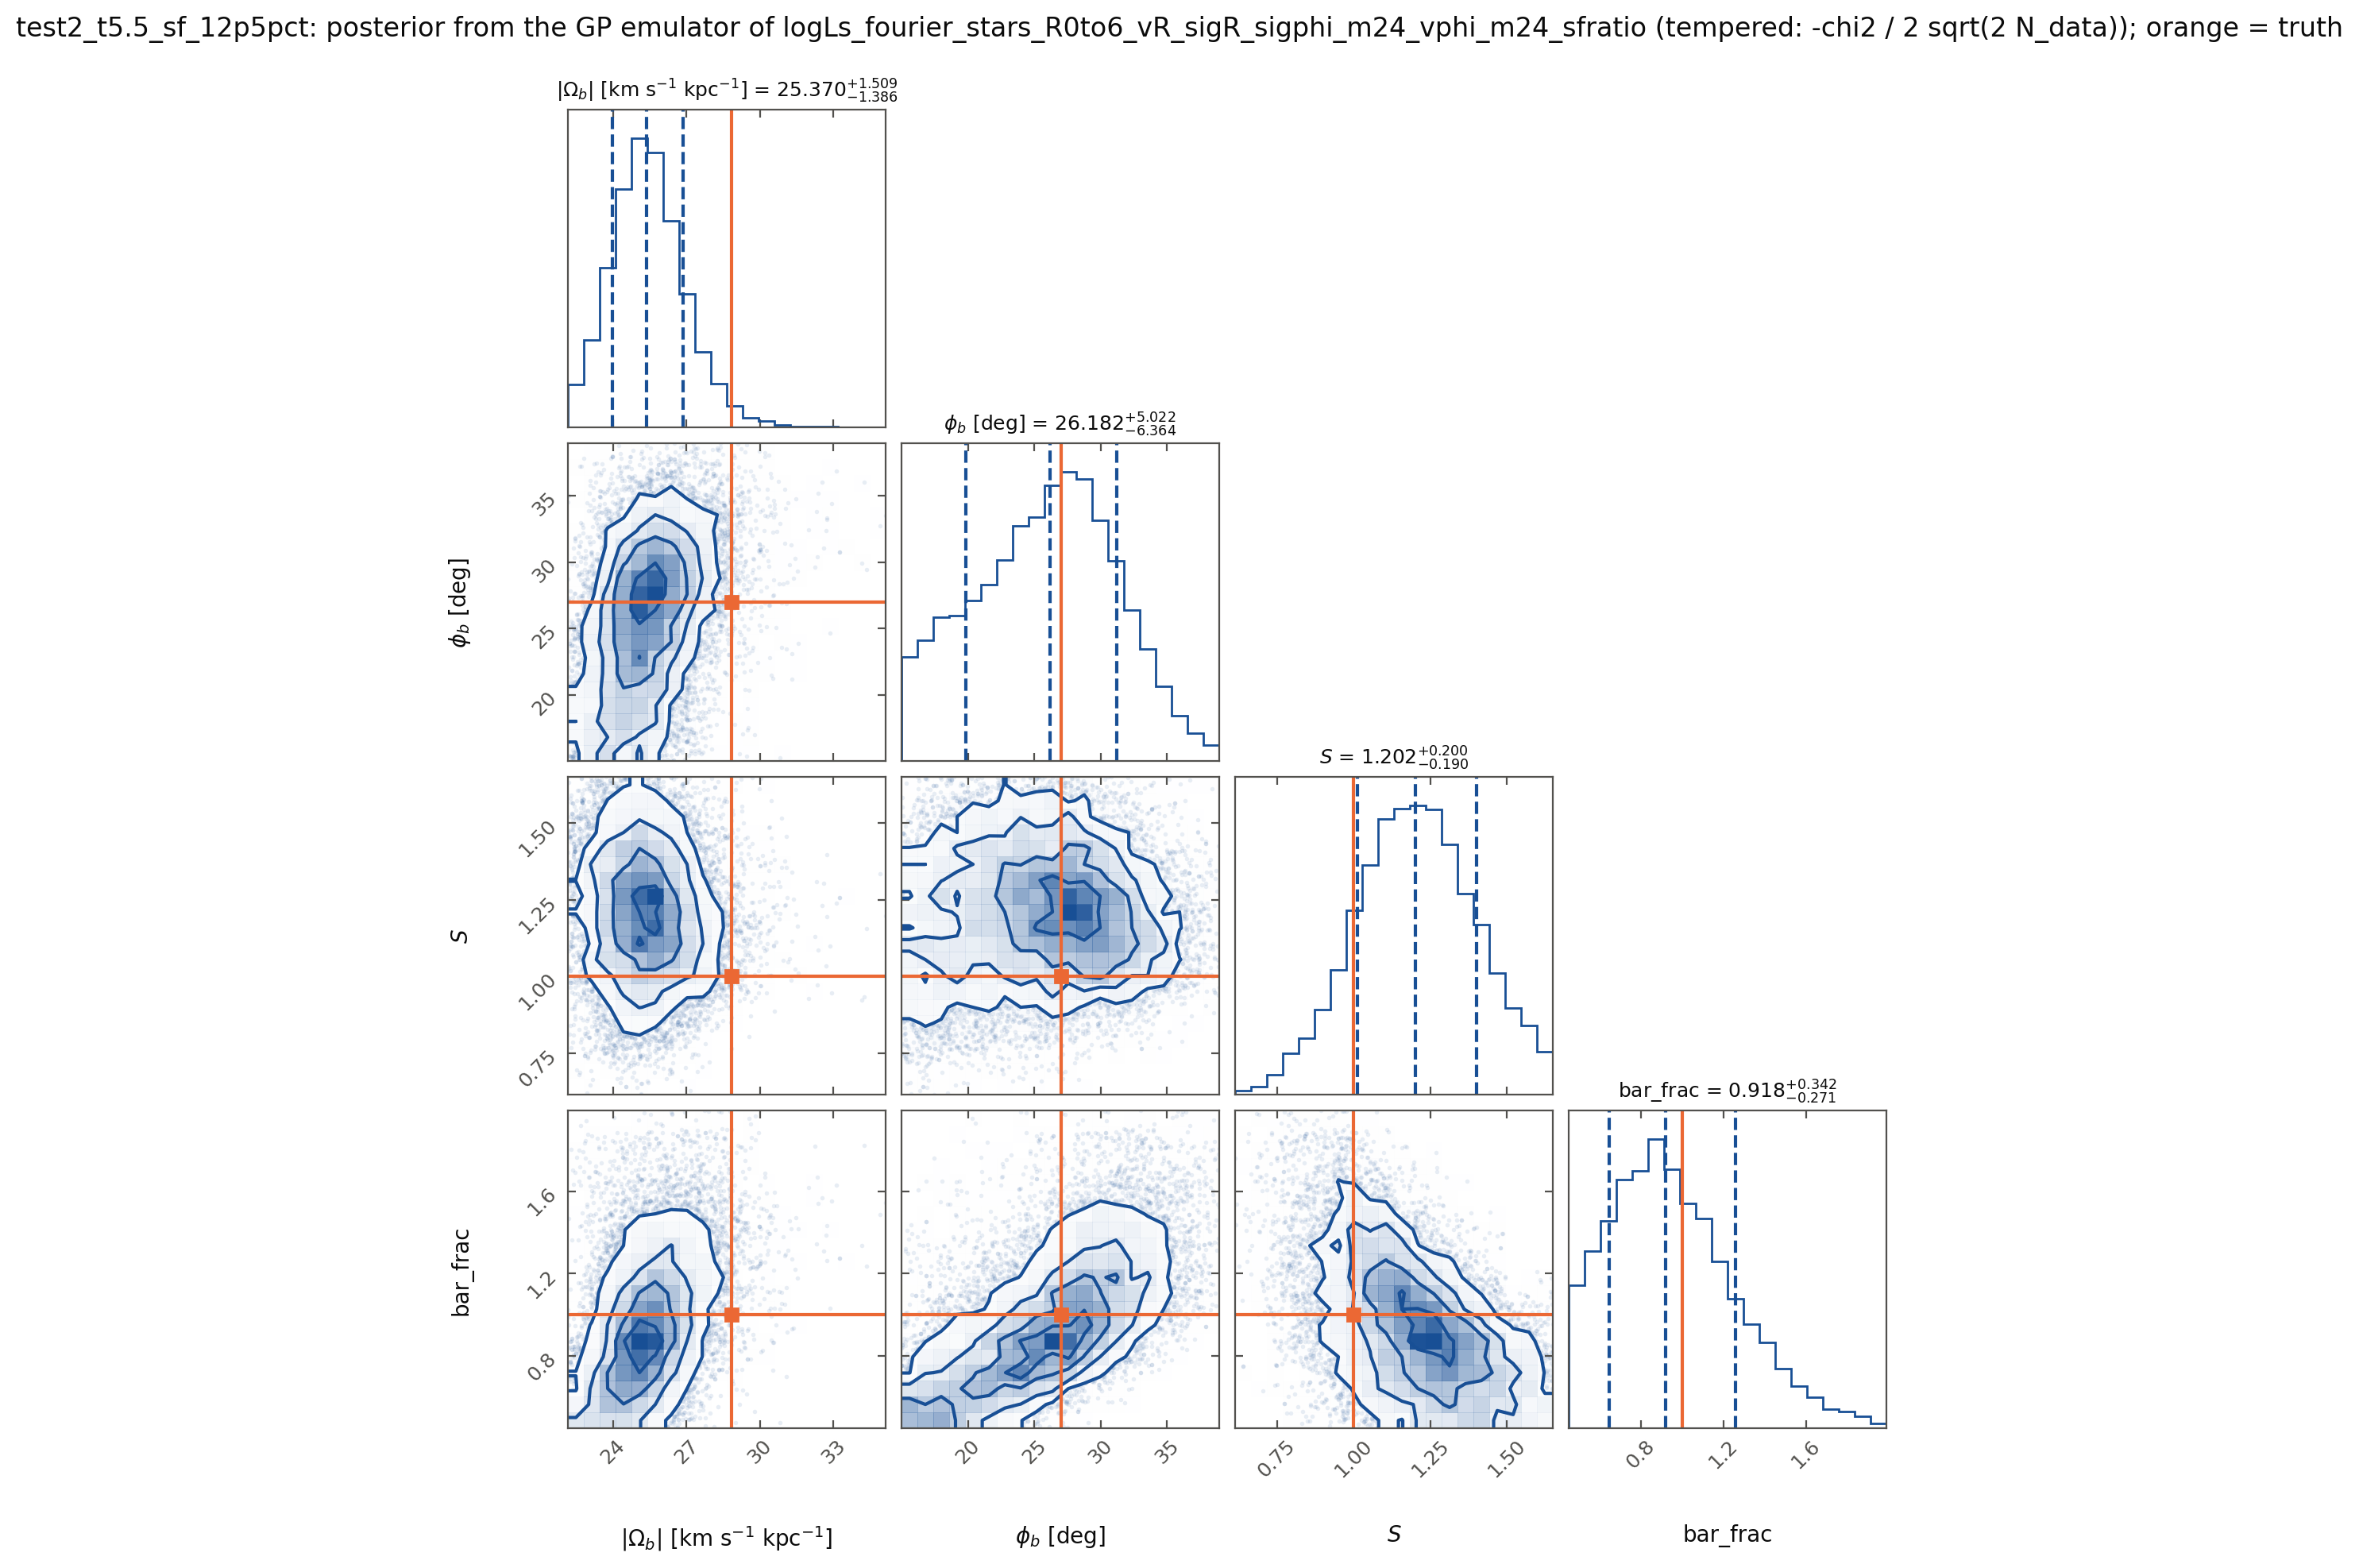 test2_t5.5_sf_12p5pct: posterior from the GP emulator of logLs_fourier_stars_R0to6_vR_sigR_sigphi_m24_vphi_m24_sfratio (tempered: -chi2 / 2 sqrt(2 N_data)); orange = truth
|Ω_b| [km s⁻¹ kpc⁻¹] = 25.370^{+1.509}_{−1.386}
ϕ_b [deg] = 26.182^{+5.022}_{−6.364}
ϕ_b [deg]
35
30
25
20
S = 1.202^{+0.200}_{−0.190}
S
1.50
1.25
1.00
0.75
bar_frac = 0.918^{+0.342}_{−0.271}
bar_frac
1.6
1.2
0.8
24 27 30 33 20 25 30 35 0.75 1.00 1.25 1.50 0.8 1.2 1.6
|Ω_b| [km s⁻¹ kpc⁻¹] ϕ_b [deg] S bar_frac